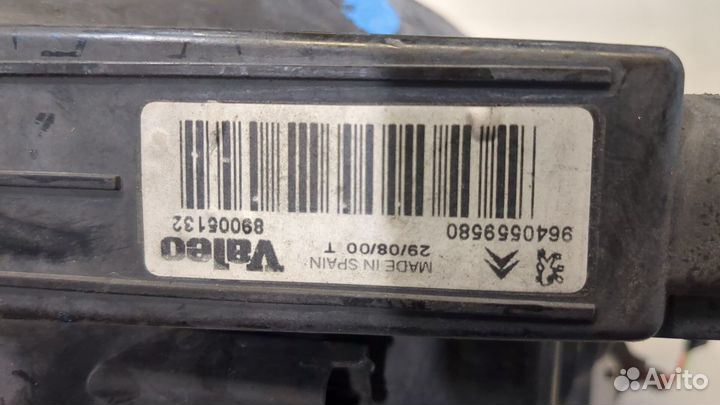 MADE IN SPAIN
29/08/00 T
Valeo
9640559580
89005132
Avito